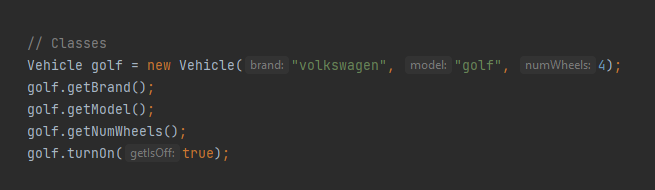 // Classes
Vehicle golf = new Vehicle( brand: "volkswagen", model: "golf", numWheels: 4);
golf.getBrand();
golf.getModel();
golf.getNumWheels();
golf.turnOn( getIsOff: true);